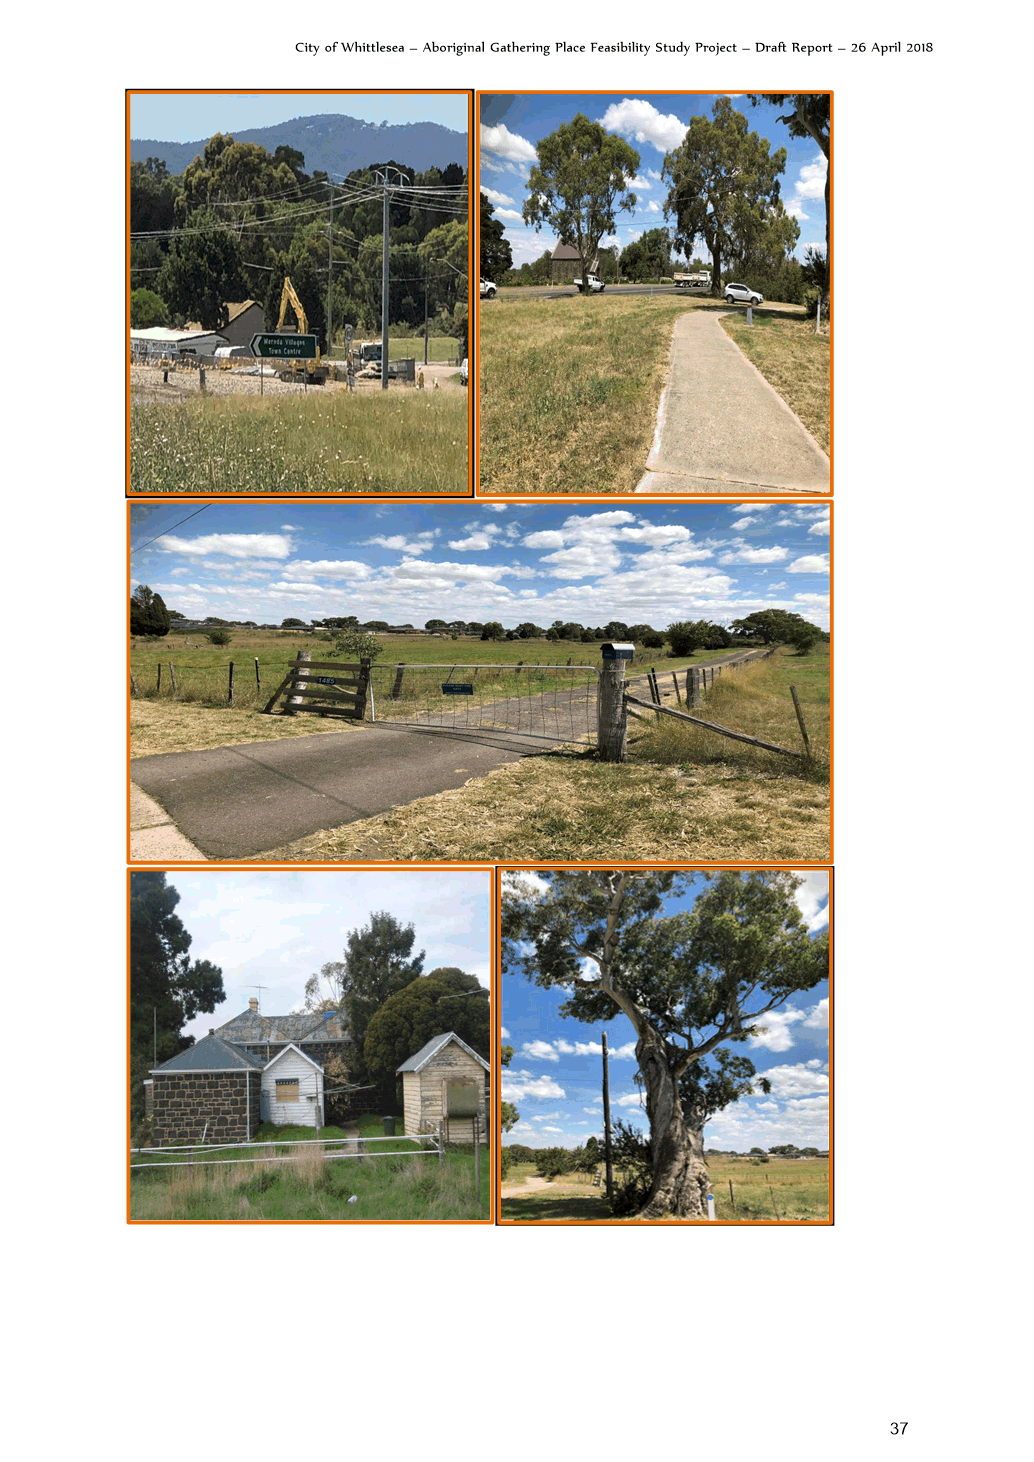 City of Whittlesea – Aboriginal Gathering Place Feasibility Study Project – Draft Report – 26 April 2018
Mernda Villages
Town Centre
1485
37